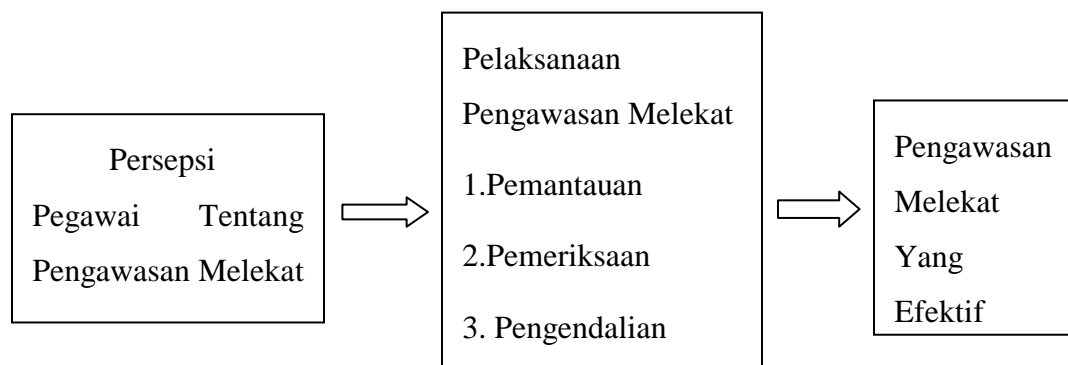 Persepsi
Pegawai Tentang
Pengawasan Melekat
Pelaksanaan
Pengawasan Melekat
1.Pemantauan
2.Pemeriksaan
3. Pengendalian
Pengawasan
Melekat
Yang
Efektif